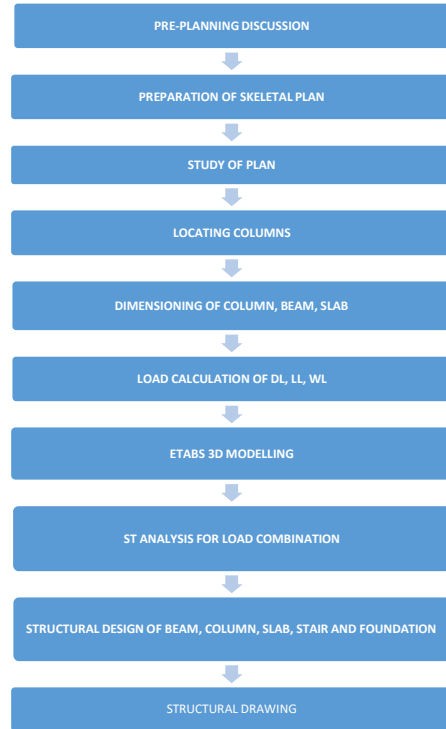 PRE-PLANNING DISCUSSION
PREPARATION OF SKELETAL PLAN
STUDY OF PLAN
LOCATING COLUMNS
DIMENSIONING OF COLUMN, BEAM, SLAB
LOAD CALCULATION OF DL, LL, WL
ETABS 3D MODELLING
ST ANALYSIS FOR LOAD COMBINATION
STRUCTURAL DESIGN OF BEAM, COLUMN, SLAB, STAIR AND FOUNDATION
STRUCTURAL DRAWING